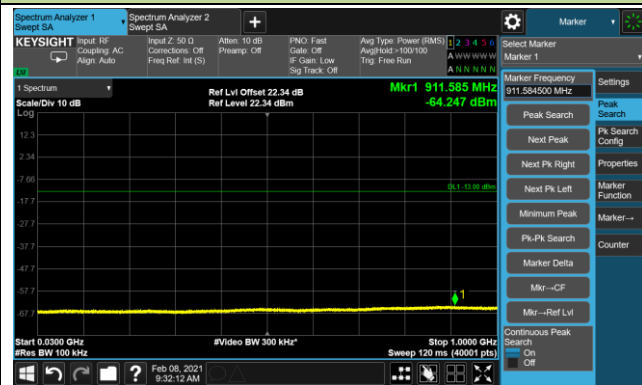 Spectrum Analyzer 1
Swept SA
Spectrum Analyzer 2
Swept SA
+
Marker
KEYSIGHT
Input: RF
Coupling: AC
Align: Auto
Input Z: 50 Ω
Corrections: Off
Freq Ref: Int (S)
Atten: 10 dB
Preamp: Off
PNO: Fast
Gate: Off
IF Gain: Low
Sig Track: Off
Avg Type: Power (RMS)
Avg|Hold:>100/100
Trig: Free Run
1 2 3 4 5 6
A W W W W W
A N N N N N
Select Marker
Marker 1
1 Spectrum
Scale/Div 10 dB
Log
Ref Lvl Offset 22.34 dB
Ref Level 22.34 dBm
Mkr1 911.585 MHz
-64.247 dBm
12.3
2.34
-7.66
-17.7
-27.7
-37.7
-47.7
-57.7
-67.7
DL1 -13.00 dBm
1
Start 0.0300 GHz
#Res BW 100 kHz
#Video BW 300 kHz*
Stop 1.0000 GHz
Sweep 120 ms (40001 pts)
Marker Frequency
911.584500 MHz
Peak Search
Next Peak
Next Pk Right
Next Pk Left
Minimum Peak
Pk-Pk Search
Marker Delta
Mkr→CF
Mkr→Ref Lvl
Continuous Peak
Search
On
Off
Settings
Peak
Search
Pk Search
Config
Properties
Marker
Function
Marker→
Counter
?
Feb 08, 2021
9:32:12 AM